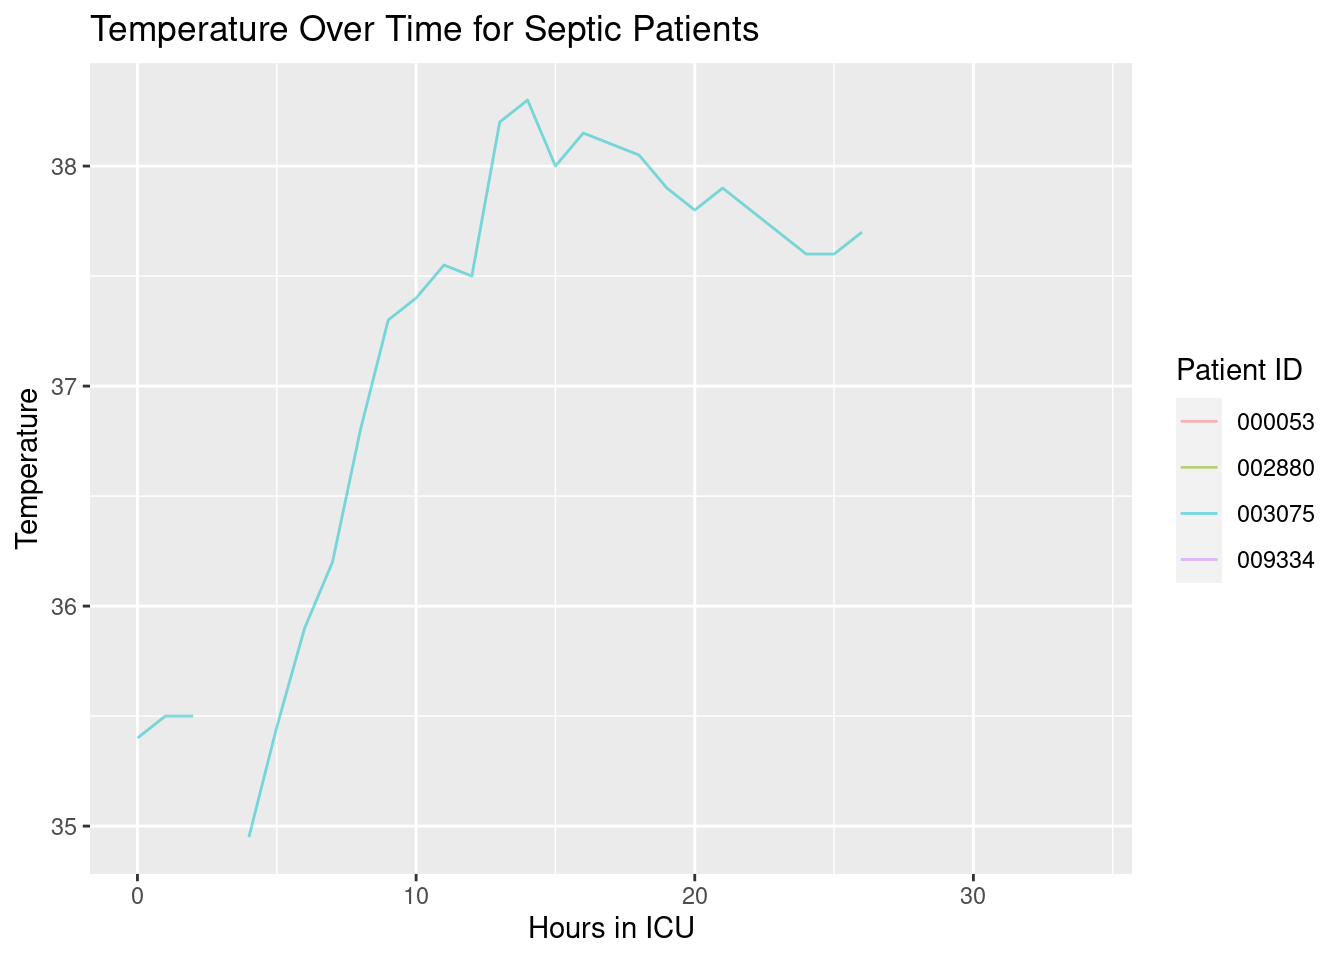 Temperature Over Time for Septic Patients
Temperature
38
37
36
35
0 10 20 30
Hours in ICU
Patient ID
000053
002880
003075
009334